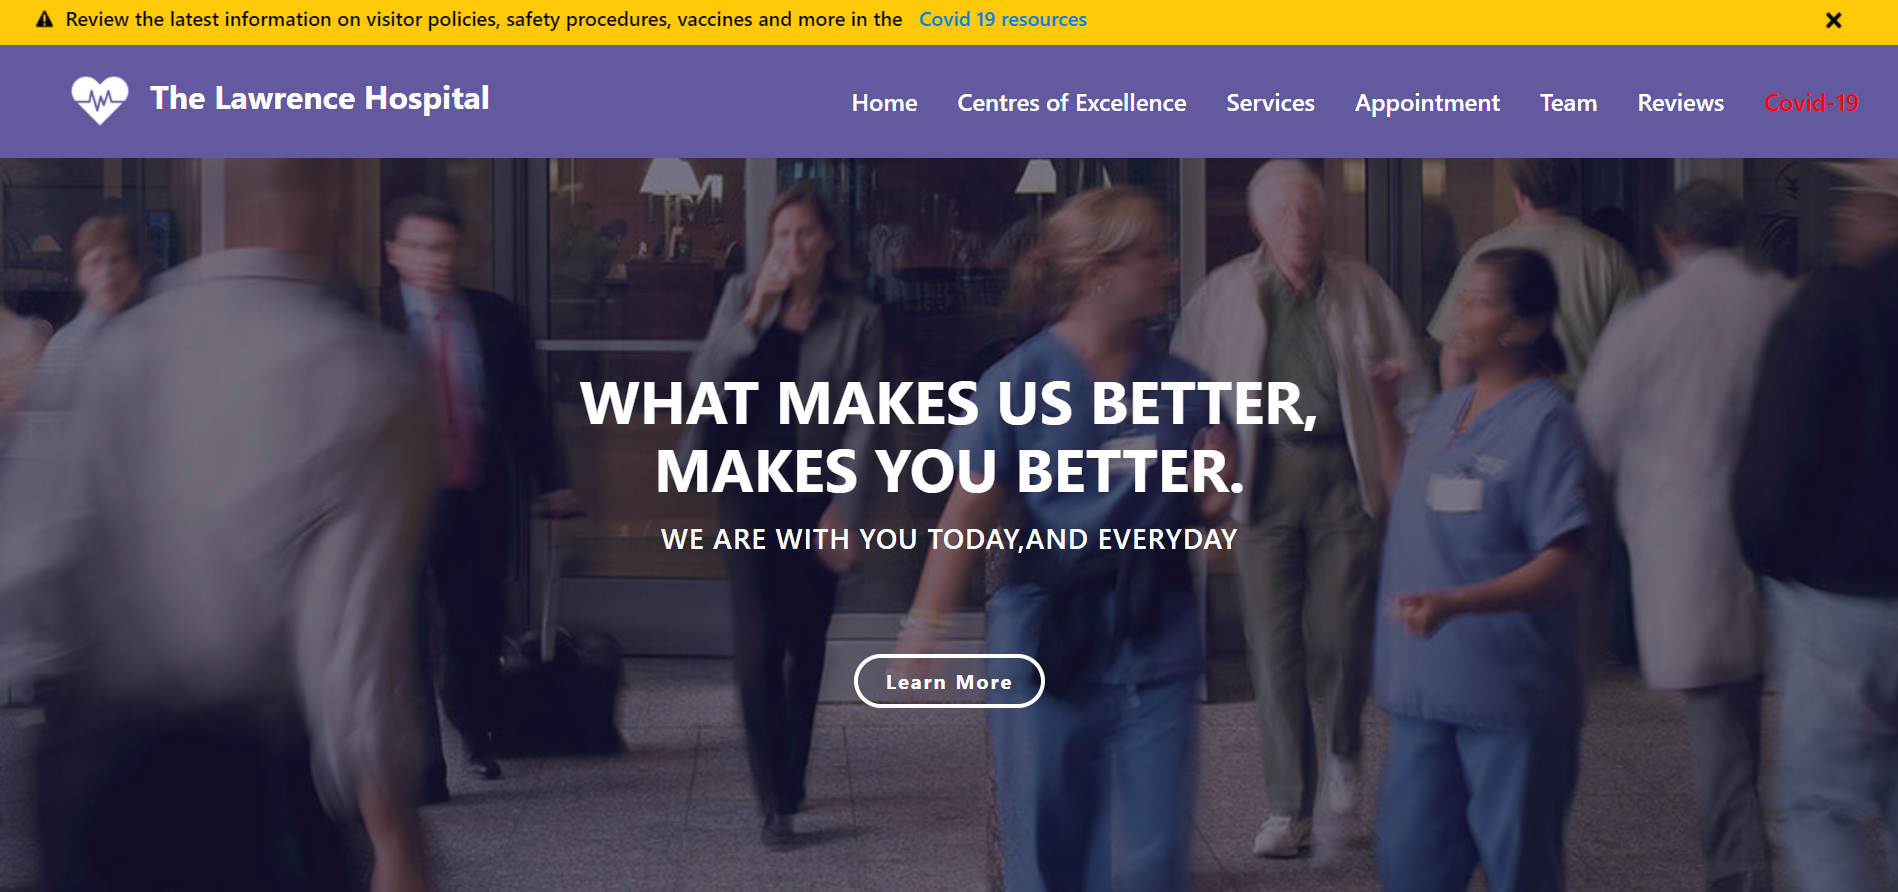 Review the latest information on visitor policies, safety procedures, vaccines and more in the Covid 19 resources
The Lawrence Hospital
Home Centres of Excellence Services Appointment Team Reviews Covid-19
WHAT MAKES US BETTER,
MAKES YOU BETTER.
WE ARE WITH YOU TODAY,AND EVERYDAY
Learn More